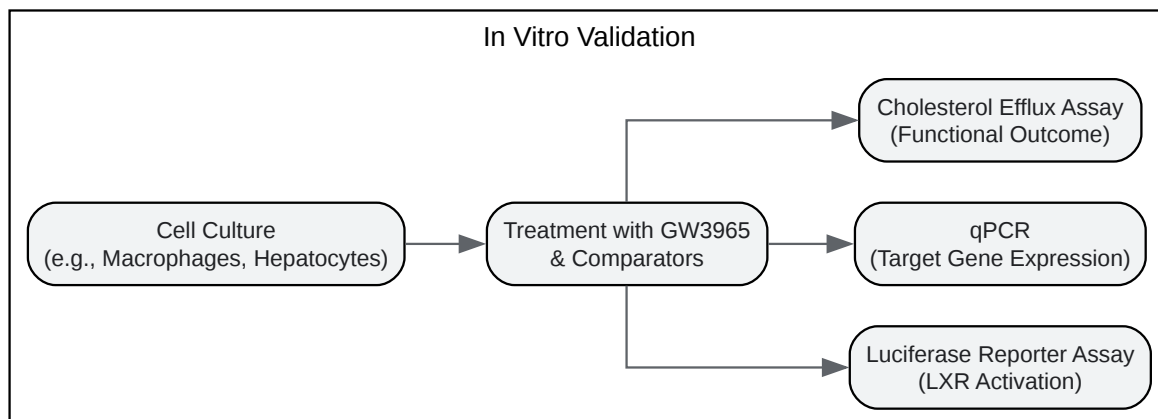 In Vitro Validation
Cell Culture
(e.g., Macrophages, Hepatocytes)
Treatment with GW3965
& Comparators
Cholesterol Efflux Assay
(Functional Outcome)
qPCR
(Target Gene Expression)
Luciferase Reporter Assay
(LXR Activation)